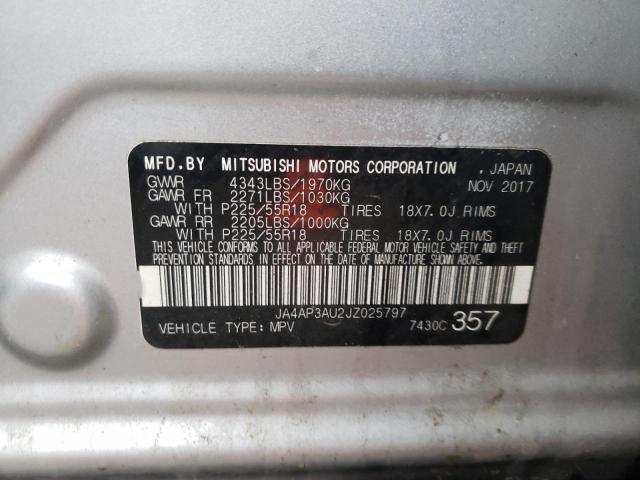 MFD.BY MITSUBISHI MOTORS CORPORATION . JAPAN
GVWR 4343LBS/1970KG NOV 2017
GAWR FR 2271LBS/1030KG
WITH P225/55R18 TIRES 18X7.0J RIMS
GAWR RR 2205LBS/1000KG
WITH P225/55R18 TIRES 18X7.0J RIMS
THIS VEHICLE CONFORMS TO ALL APPLICABLE FEDERAL MOTOR VEHICLE SAFETY AND THEFT
PREVENTION STANDARDS IN EFFECT ON THE DATE OF MANUFACTURE SHOWN ABOVE.
JA4AP3AU2JZ025797
VEHICLE TYPE: MPV 7430C 357